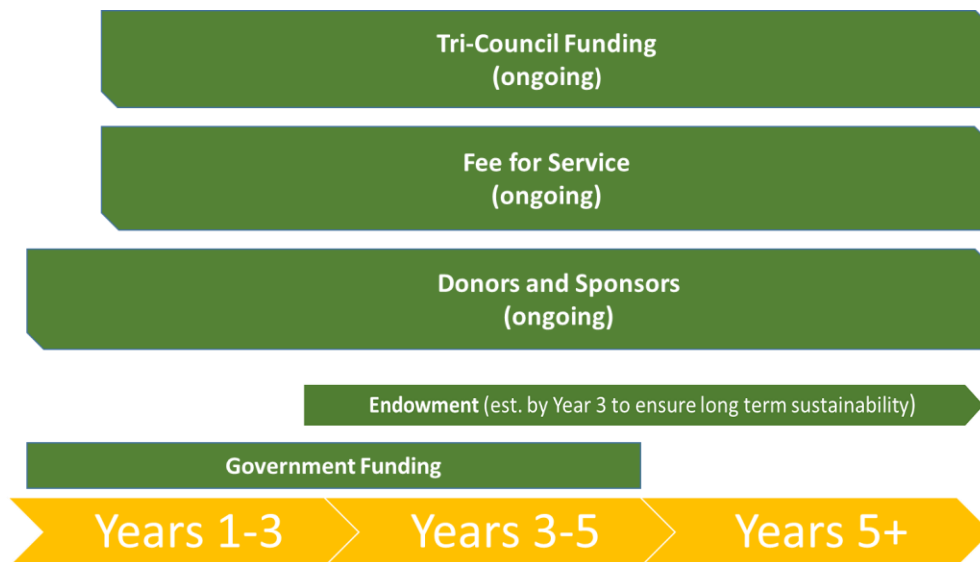 Tri-Council Funding
(ongoing)
Fee for Service
(ongoing)
Donors and Sponsors
(ongoing)
Endowment (est. by Year 3 to ensure long term sustainability)
Government Funding
Years 1-3 Years 3-5 Years 5+